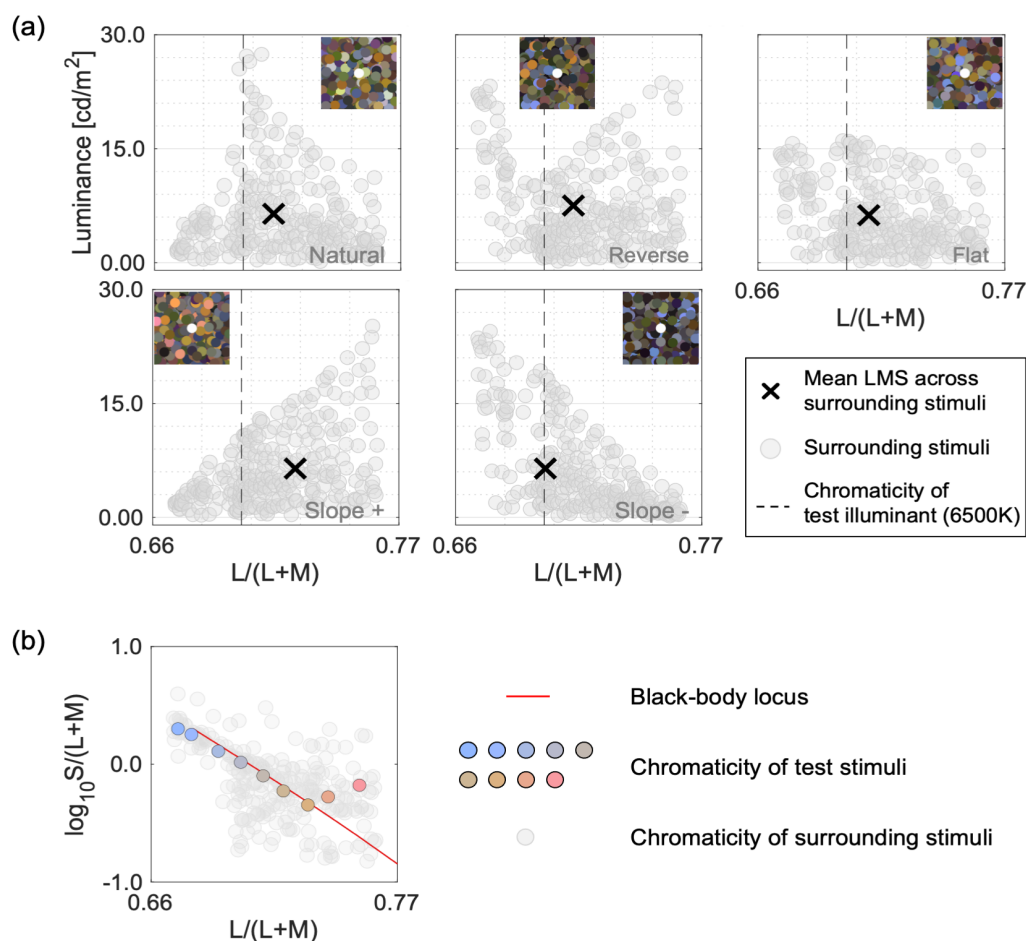 (a)
30.0
15.0
0.00
Luminance [cd/m²]
Natural
Reverse
Flat
0.66
0.77
L/(L+M)
30.0
15.0
0.00
Slope +
Slope -
0.66
0.77
0.66
0.77
L/(L+M)
L/(L+M)
Mean LMS across
surrounding stimuli
Surrounding stimuli
Chromaticity of
test illuminant (6500K)
(b)
1.0
0.0
-1.0
log₁₀S/(L+M)
0.66
0.77
L/(L+M)
Black-body locus
Chromaticity of test stimuli
Chromaticity of surrounding stimuli